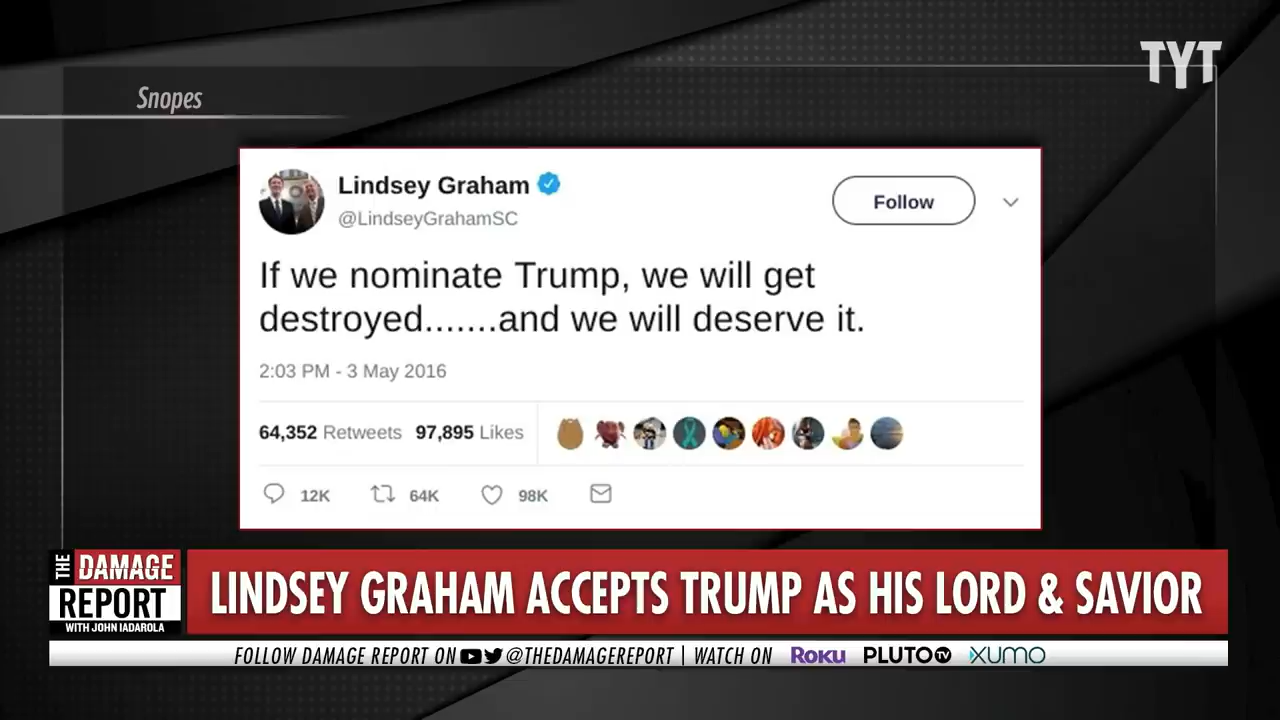 TYT
Snopes
Lindsey Graham
@LindseyGrahamSC
Follow
If we nominate Trump, we will get
destroyed.......and we will deserve it.
2:03 PM - 3 May 2016
64,352 Retweets 97,895 Likes
12K 64K 98K
THE DAMAGE
REPORT
WITH JOHN IADAROLA
LINDSEY GRAHAM ACCEPTS TRUMP AS HIS LORD & SAVIOR
FOLLOW DAMAGE REPORT ON @THEDAMAGEREPORT | WATCH ON ROKU PLUTO TV XUMO